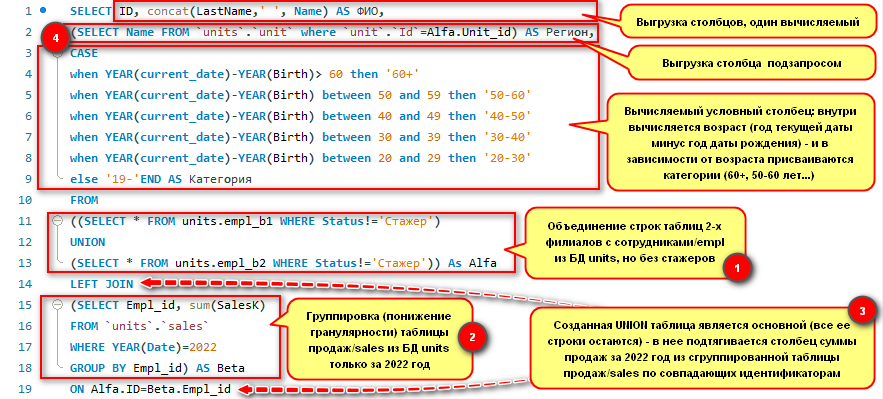 1 SELECT ID, concat(LastName,' ', Name) AS ФИО,
2 (SELECT Name FROM `units`.`unit` where `unit`.`Id`=Alfa.Unit_id) AS Регион,
3 CASE
4 when YEAR(current_date)-YEAR(Birth)> 60 then '60+'
5 when YEAR(current_date)-YEAR(Birth) between 50 and 59 then '50-60'
6 when YEAR(current_date)-YEAR(Birth) between 40 and 49 then '40-50'
7 when YEAR(current_date)-YEAR(Birth) between 30 and 39 then '30-40'
8 when YEAR(current_date)-YEAR(Birth) between 20 and 29 then '20-30'
9 else '19-'END AS Категория
10 FROM
11 ((SELECT * FROM units.empl_b1 WHERE Status!='Стажер')
12 UNION
13 (SELECT * FROM units.empl_b2 WHERE Status!='Стажер')) As Alfa
14 LEFT JOIN
15 (SELECT Empl_id, sum(SalesK)
16 FROM `units`.`sales`
17 WHERE YEAR(Date)=2022
18 GROUP BY Empl_id) AS Beta
19 ON Alfa.ID=Beta.Empl_id
4
Выгрузка столбцов, один вычисляемый
Выгрузка столбца подзапросом
Вычисляемый условный столбец: внутри
вычисляется возраст (год текущей даты
минус год даты рождения) - и в
зависимости от возраста присваиваются
категории (60+, 50-60 лет...)
Объединение строк таблиц 2-х
филиалов с сотрудниками/empl
из БД units, но без стажеров
1
Группировка (понижение
гранулярности) таблицы
продаж/sales из БД units
только за 2022 год
2
3
Созданная UNION таблица является основной (все ее
строки остаются) - в нее подтягивается столбец суммы
продаж за 2022 год из сгруппированной таблицы
продаж/sales по совпадающих идентификаторам